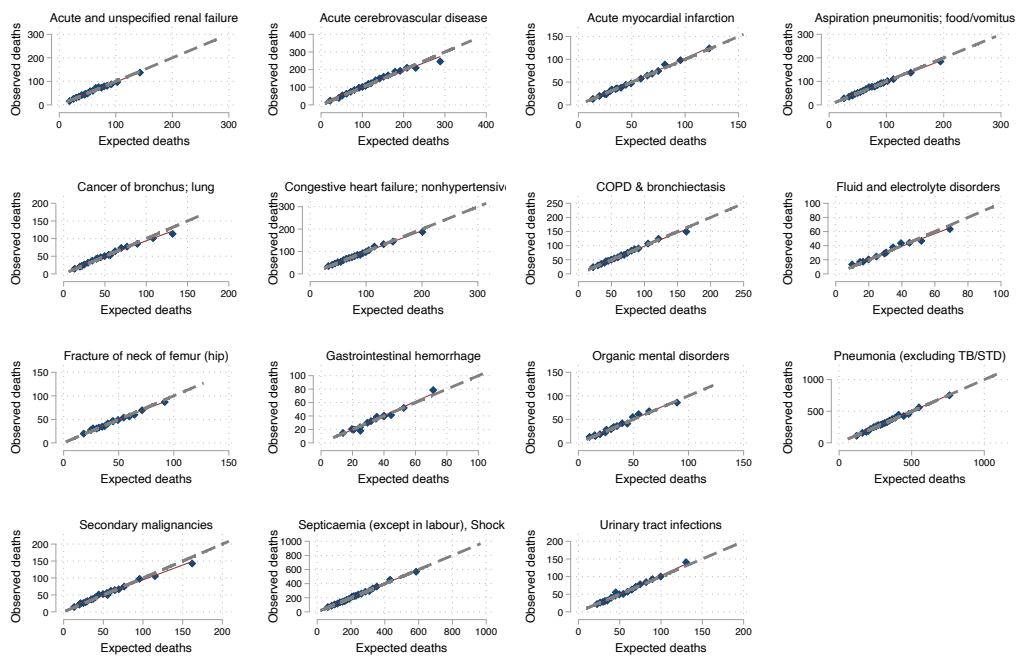 Acute and unspecified renal failure
Observed deaths
300
200
100
0
0 100 200 300
Expected deaths
Acute cerebrovascular disease
Observed deaths
400
300
200
100
0
0 100 200 300 400
Expected deaths
Acute myocardial infarction
Observed deaths
150
100
50
0
0 50 100 150
Expected deaths
Aspiration pneumonitis; food/vomitus
Observed deaths
300
200
100
0
0 100 200 300
Expected deaths
Cancer of bronchus; lung
Observed deaths
200
150
100
50
0
0 50 100 150 200
Expected deaths
Congestive heart failure; nonhypertensive
Observed deaths
300
200
100
0
0 100 200 300
Expected deaths
COPD & bronchiectasis
Observed deaths
250
200
150
100
50
0
0 50 100 150 200 250
Expected deaths
Fluid and electrolyte disorders
Observed deaths
100
80
60
40
20
0
0 20 40 60 80 100
Expected deaths
Fracture of neck of femur (hip)
Observed deaths
150
100
50
0
0 50 100 150
Expected deaths
Gastrointestinal hemorrhage
Observed deaths
100
80
60
40
20
0
0 20 40 60 80 100
Expected deaths
Organic mental disorders
Observed deaths
150
100
50
0
0 50 100 150
Expected deaths
Pneumonia (excluding TB/STD)
Observed deaths
1000
500
0
0 500 1000
Expected deaths
Secondary malignancies
Observed deaths
200
150
100
50
0
0 50 100 150 200
Expected deaths
Septicaemia (except in labour), Shock
Observed deaths
1000
800
600
400
200
0
0 200 400 600 800 1000
Expected deaths
Urinary tract infections
Observed deaths
200
150
100
50
0
0 50 100 150 200
Expected deaths